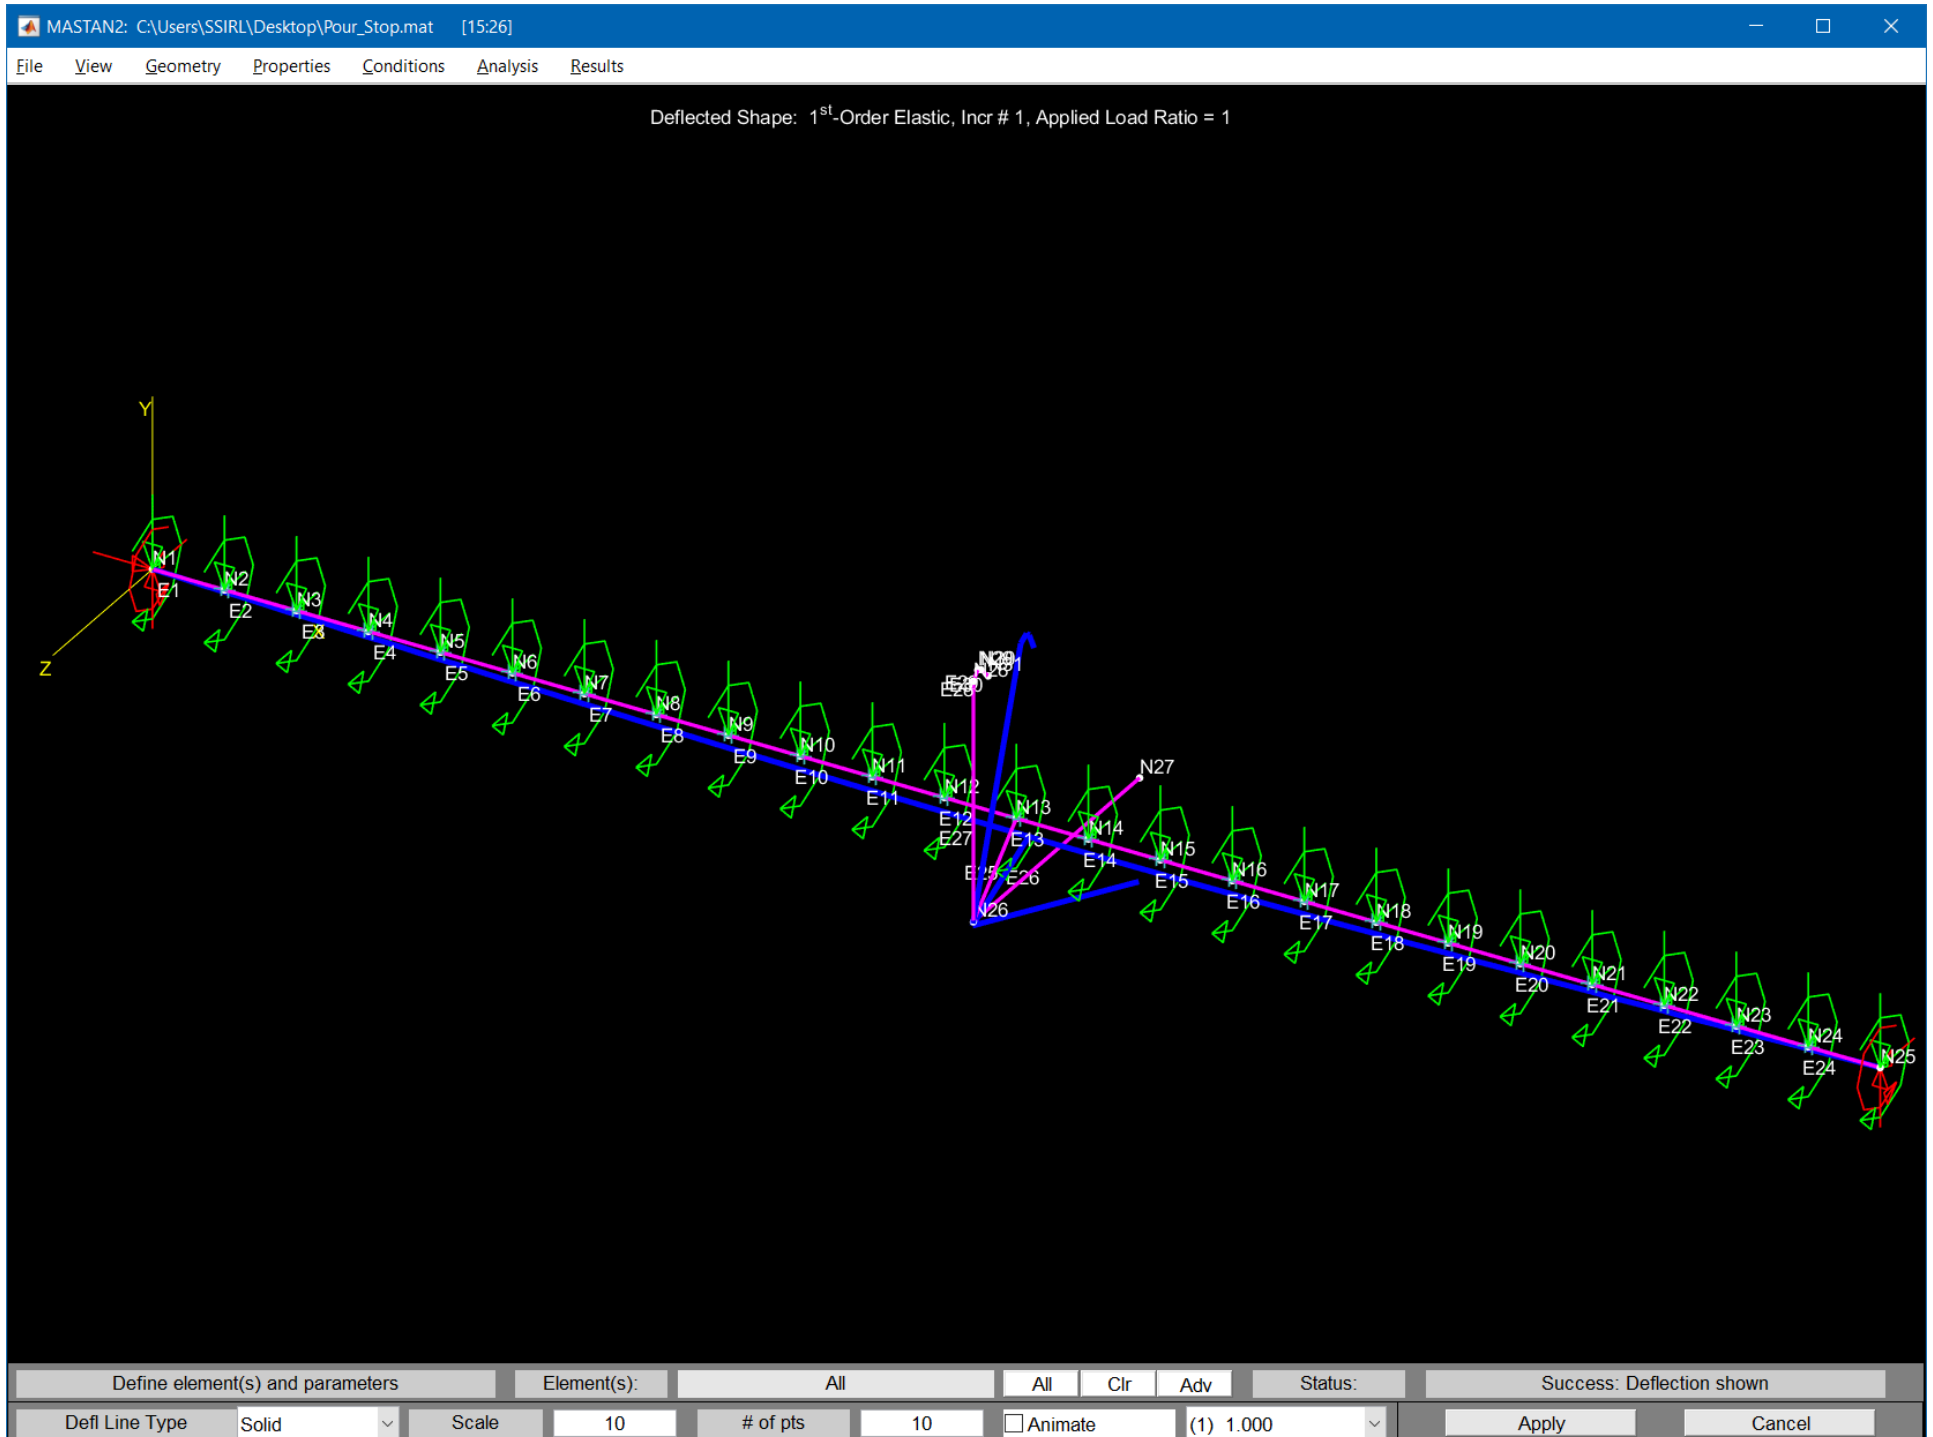 MASTAN2: C:\Users\SSIRL\Desktop\Pour_Stop.mat [15:26]
File View Geometry Properties Conditions Analysis Results
Deflected Shape: 1st-Order Elastic, Incr # 1, Applied Load Ratio = 1
Y
Z
X
N1
E1
N2
E2
N3
E3
N4
E4
N5
E5
N6
E6
N7
E7
N8
E8
N9
E9
N10
E10
N11
E11
N12
E12
N13
E13
N14
E14
N15
E15
N16
E16
N17
E17
N18
E18
N19
E19
N20
E20
N21
E21
N22
E22
N23
E23
N24
E24
N25
E27
E25
E26
N26
N27
Define element(s) and parameters Element(s): All All Clr Adv Status: Success: Deflection shown
Defl Line Type Solid Scale 10 # of pts 10 Animate (1) 1.000 Apply Cancel